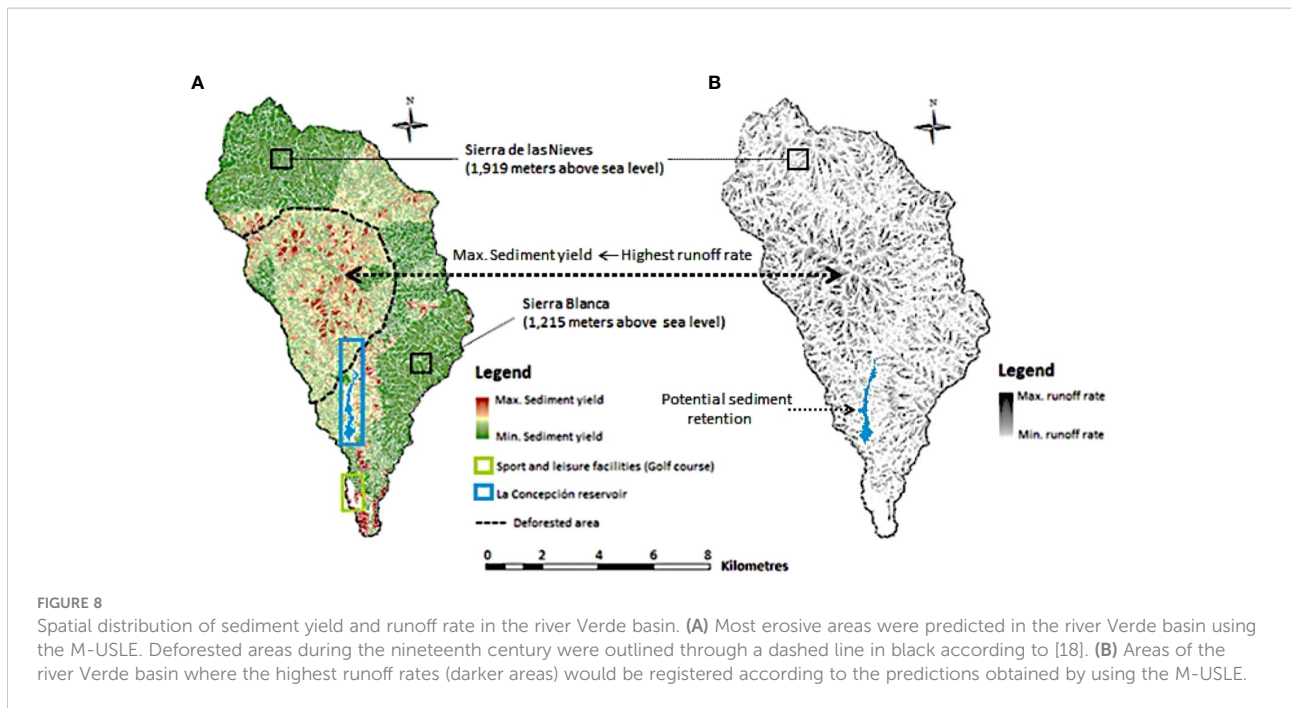 A
B
N
N
Sierra de las Nieves
(1,919 meters above sea level)
Max. Sediment yield ← Highest runoff rate
Sierra Blanca
(1,215 meters above sea level)
Legend
Max. Sediment yield
Min. Sediment yield
Sport and leisure facilities (Golf course)
La Concepción reservoir
Deforested area
0 2 4 6 8
Kilometres
Potential sediment
retention
Legend
Max. runoff rate
Min. runoff rate
FIGURE 8
Spatial distribution of sediment yield and runoff rate in the river Verde basin. (A) Most erosive areas were predicted in the river Verde basin using
the M-USLE. Deforested areas during the nineteenth century were outlined through a dashed line in black according to [18]. (B) Areas of the
river Verde basin where the highest runoff rates (darker areas) would be registered according to the predictions obtained by using the M-USLE.